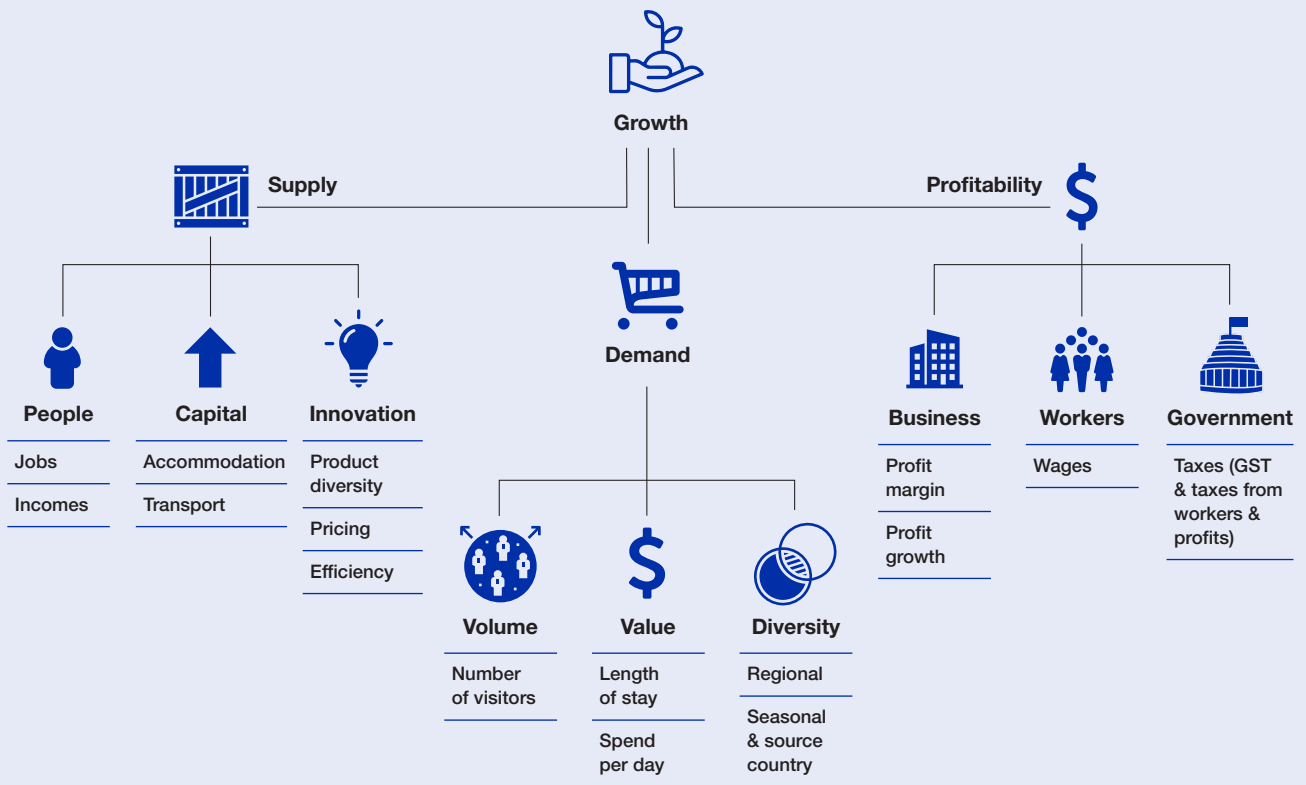 Growth
Supply
Profitability
Demand
People
Jobs
Incomes
Capital
Accommodation
Transport
Innovation
Product
diversity
Pricing
Efficiency
Volume
Number
of visitors
Value
Length
of stay
Spend
per day
Diversity
Regional
Seasonal
& source
country
Business
Profit
margin
Profit
growth
Workers
Wages
Government
Taxes (GST
& taxes from
workers &
profits)